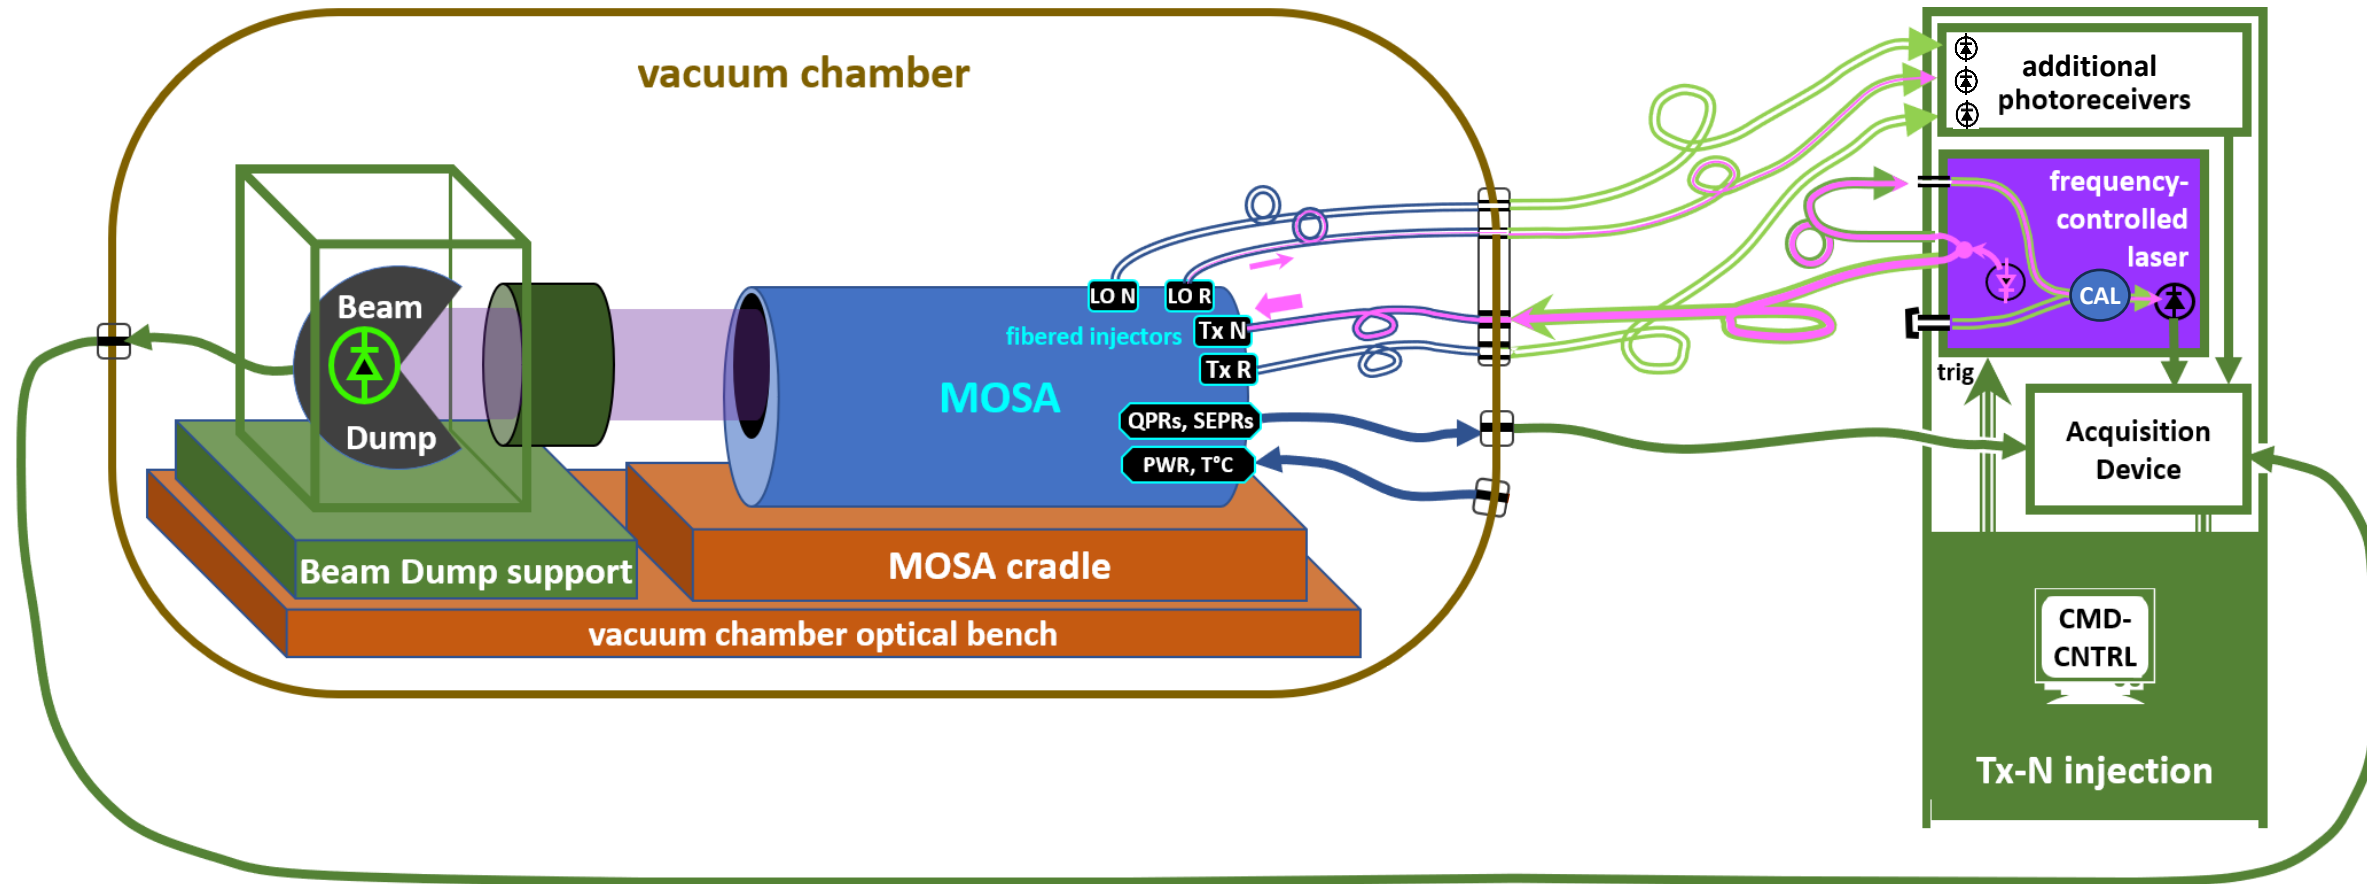 vacuum chamber
additional
photoreceivers
frequency-
controlled
laser
CAL
trig
Acquisition
Device
CMD-
CNTRL
Tx-N injection
Beam
Dump
LO N
LO R
fibered injectors
Tx N
Tx R
MOSA
QPRs, SEPRs
PWR, T°C
Beam Dump support
MOSA cradle
vacuum chamber optical bench